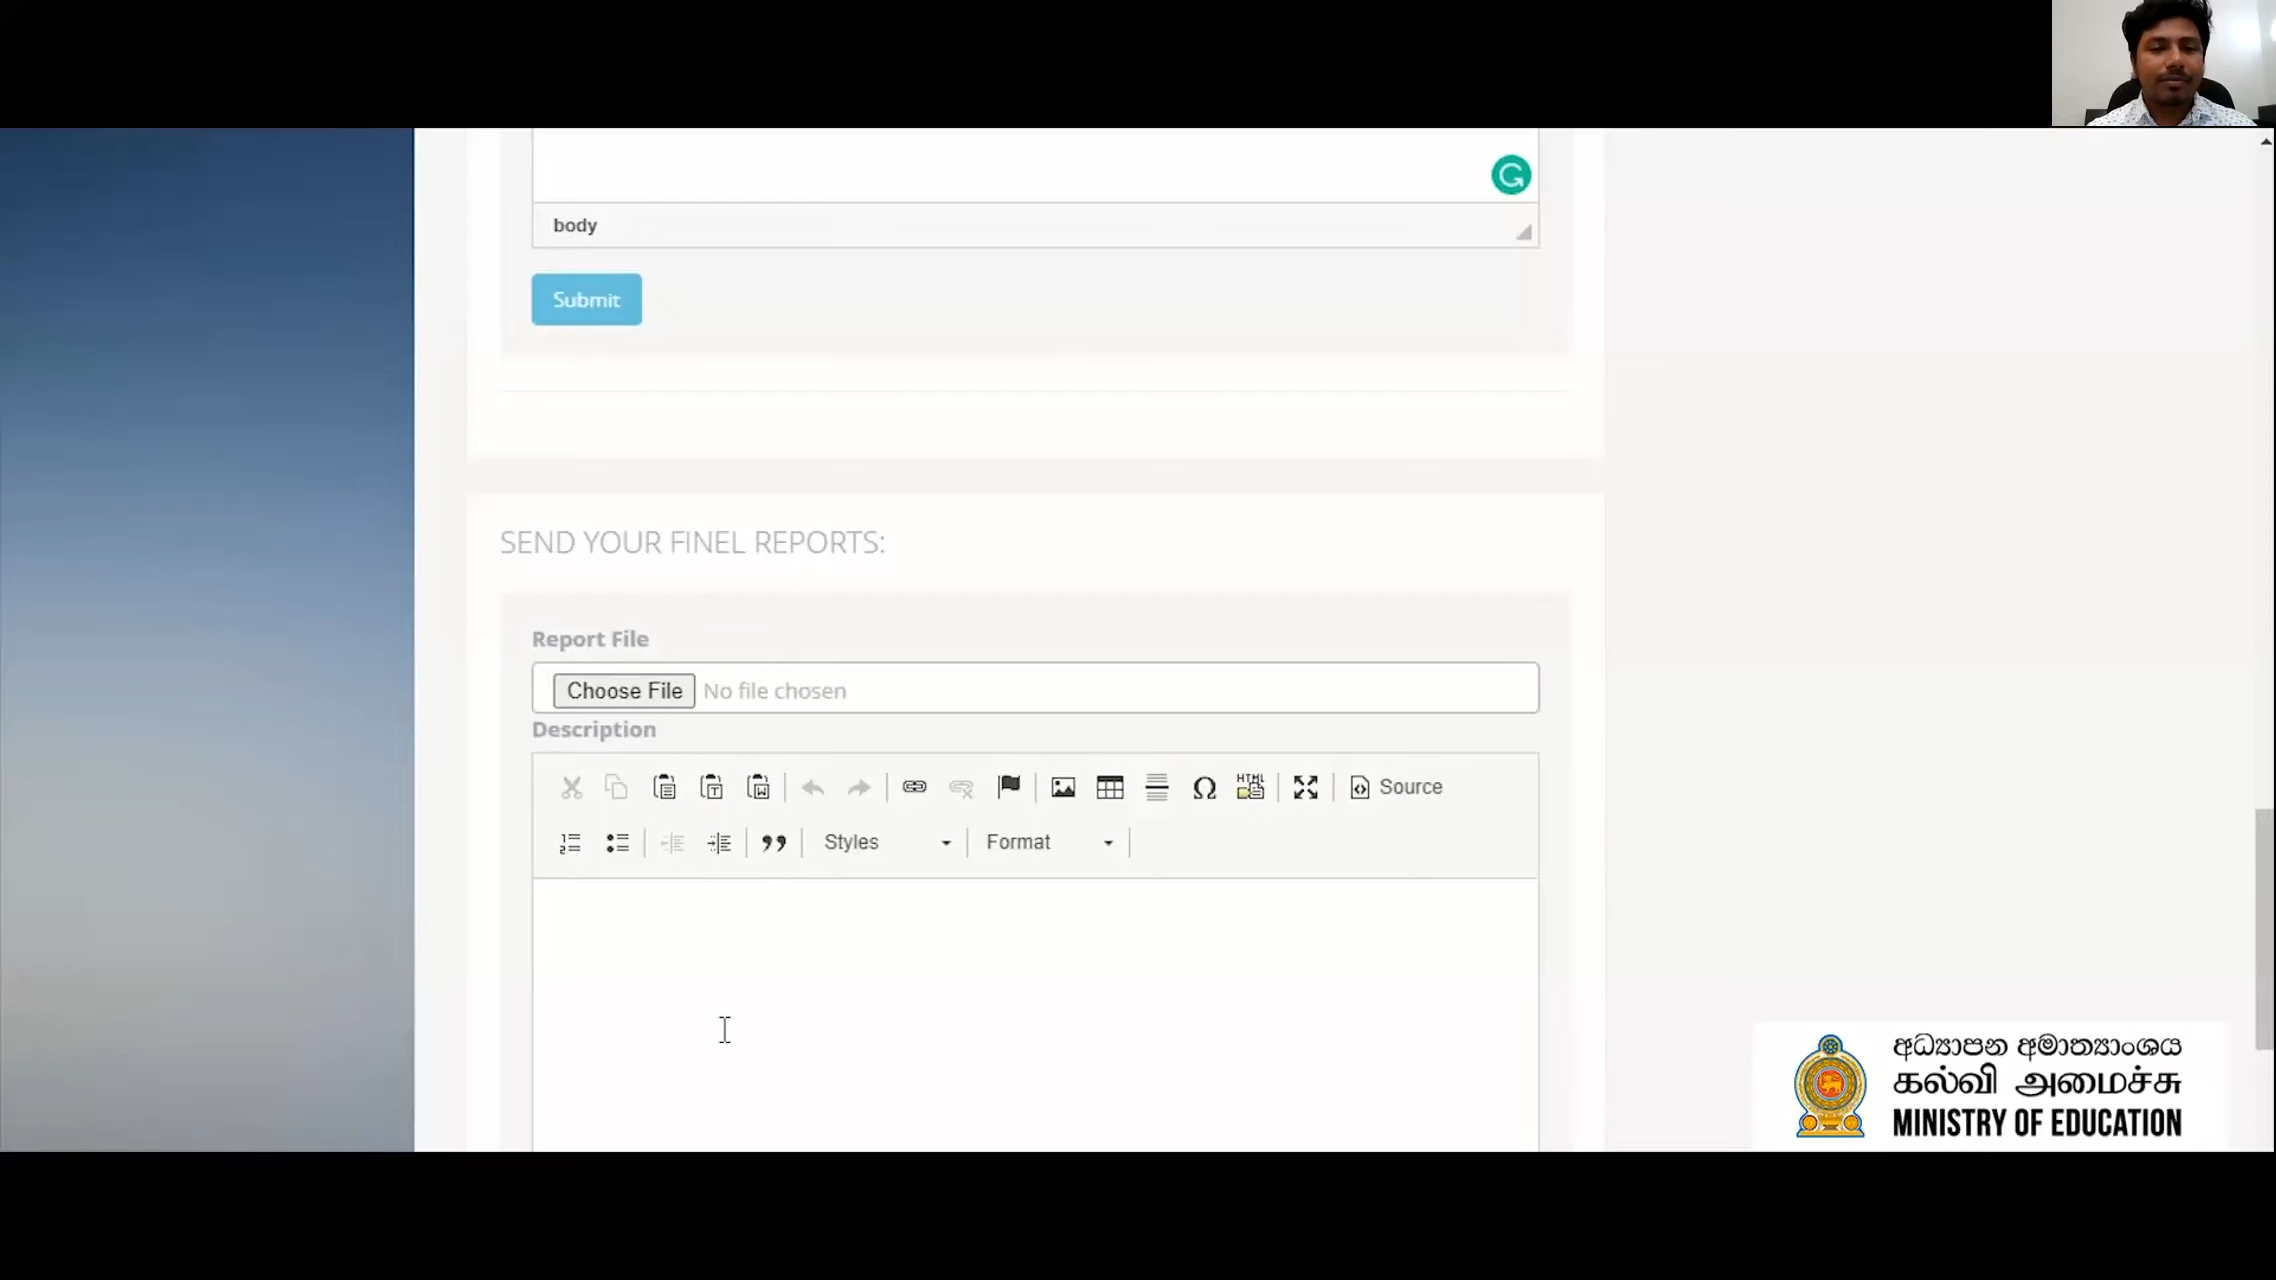 body
Submit
SEND YOUR FINEL REPORTS:
Report File
Choose File No file chosen
Description
HTML
Source
Styles
Format
අධ්‍යාපන අමාත්‍යාංශය
கல்வி அமைச்சு
MINISTRY OF EDUCATION